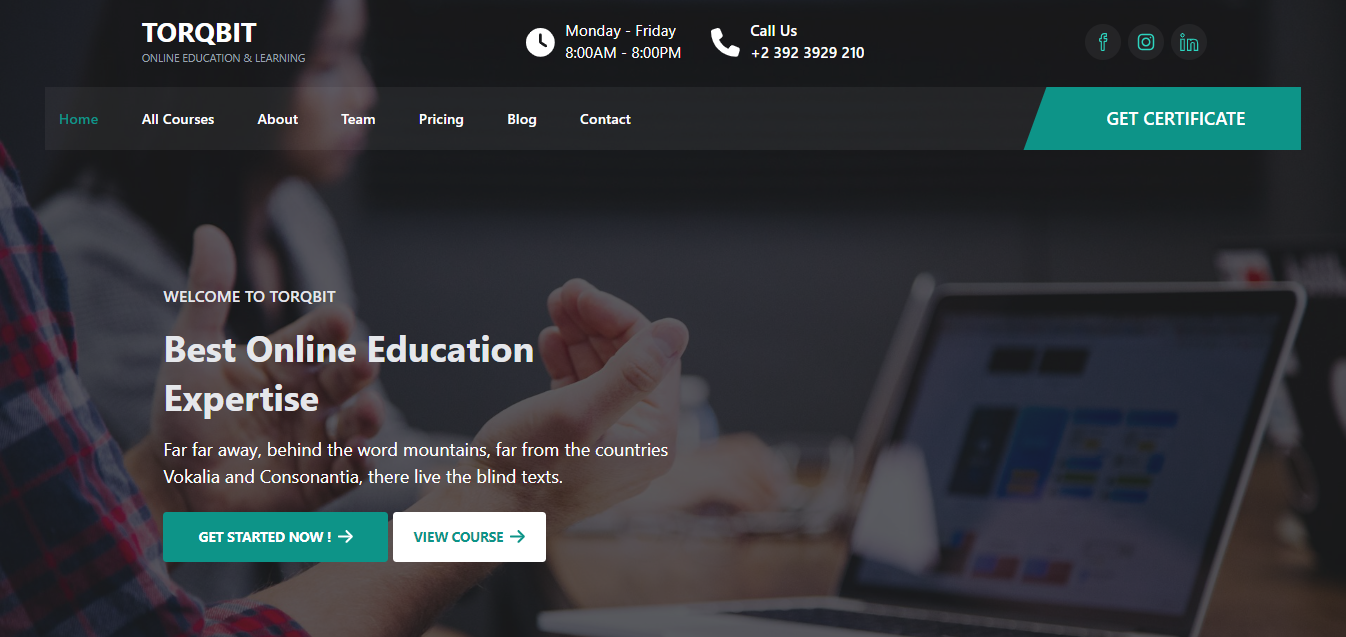 TORQBIT
ONLINE EDUCATION & LEARNING
Monday - Friday
8:00AM - 8:00PM
Call Us
+2 392 3929 210
Home
All Courses
About
Team
Pricing
Blog
Contact
GET CERTIFICATE
WELCOME TO TORQBIT
Best Online Education
Expertise
Far far away, behind the word mountains, far from the countries
Vokalia and Consonantia, there live the blind texts.
GET STARTED NOW !
VIEW COURSE